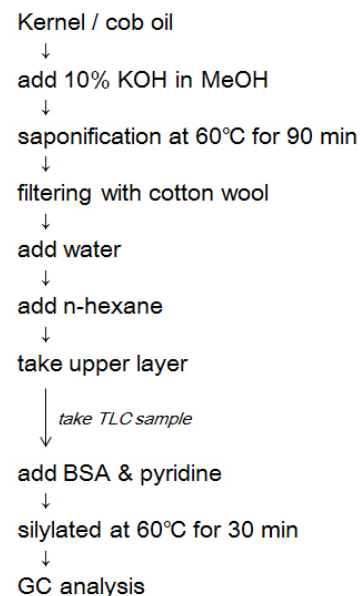 Kernel / cob oil
↓
add 10% KOH in MeOH
↓
saponification at 60℃ for 90 min
↓
filtering with cotton wool
↓
add water
↓
add n-hexane
↓
take upper layer
take TLC sample
add BSA & pyridine
↓
silylated at 60℃ for 30 min
↓
GC analysis